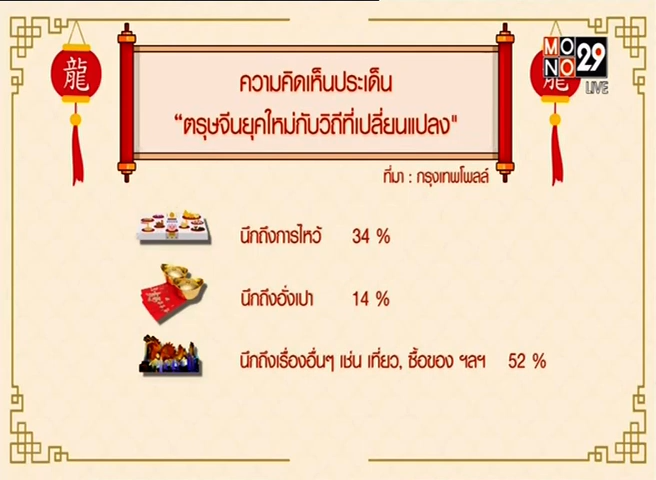 龍
MONO 29
LIVE
ความคิดเห็นประเด็น
“ตรุษจีนยุคใหม่กับวิถีที่เปลี่ยนแปลง"
ที่มา : กรุงเทพโพลล์
นึกถึงการไหว้ 34 %
นึกถึงอั่งเปา 14 %
นึกถึงเรื่องอื่นๆ เช่น เที่ยว, ซื้อของ ฯลฯ 52 %